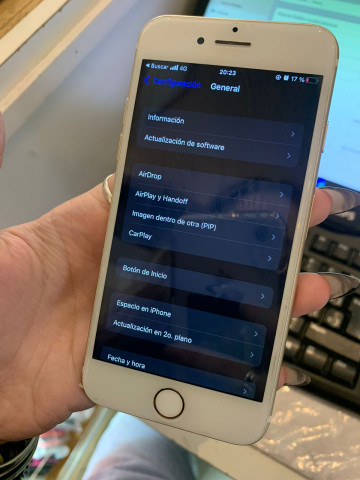 ◀ Buscar 4G
20:23
17 %
Configuración
General
Información
Actualización de software
AirDrop
AirPlay y Handoff
Imagen dentro de otra (PIP)
CarPlay
Botón de Inicio
Espacio en iPhone
Actualización en 2o. plano
Fecha y hora